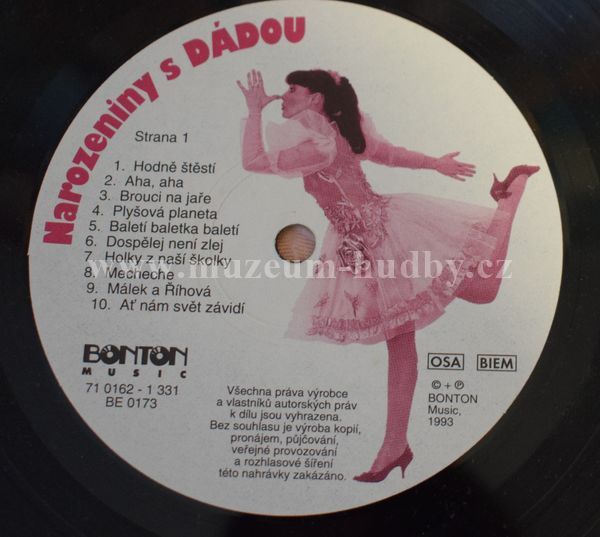 Narozeniny s DÁDOU
Strana 1
1. Hodně štěstí
2. Aha, aha
3. Brouci na jaře
4. Plyšová planeta
5. Baletí baletka baletí
6. Dospělej není zlej
7. Holky z naší školky
8. Mecheche
9. Málek a Říhová
10. Ať nám svět závidí
www.muzeum-hudby.cz
BONTON
MUSIC
71 0162 - 1 331
BE 0173
Všechna práva výrobce
a vlastníků autorských práv
k dílu jsou vyhrazena.
Bez souhlasu je výroba kopií,
pronájem, půjčování,
veřejné provozování
a rozhlasové šíření
této nahrávky zakázáno.
OSA BIEM
© + ℗
BONTON
Music,
1993